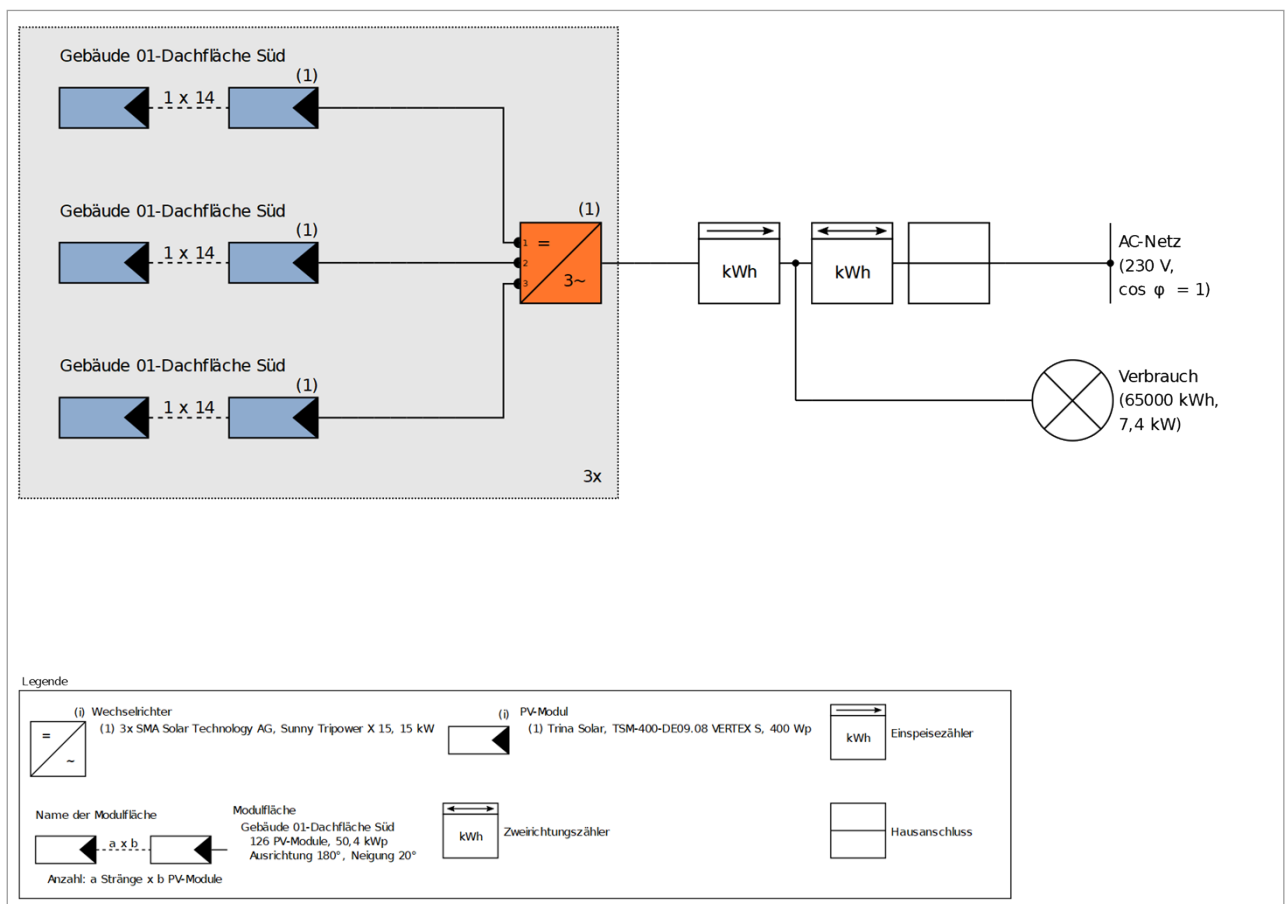 Gebäude 01-Dachfläche Süd
(1)
1 x 14
Gebäude 01-Dachfläche Süd
(1)
1 x 14
Gebäude 01-Dachfläche Süd
(1)
1 x 14
(1)
1 =
2
3 3~
3x
kWh
kWh
AC-Netz
(230 V,
cos φ = 1)
Verbrauch
(65000 kWh,
7,4 kW)
Legende
(i) Wechselrichter
(1) 3x SMA Solar Technology AG, Sunny Tripower X 15, 15 kW
=
~
(i) PV-Modul
(1) Trina Solar, TSM-400-DE09.08 VERTEX S, 400 Wp
kWh
Einspeisezähler
Name der Modulfläche
a x b
Anzahl: a Stränge x b PV-Module
Modulfläche
Gebäude 01-Dachfläche Süd
126 PV-Module, 50,4 kWp
Ausrichtung 180°, Neigung 20°
kWh
Zweirichtungszähler
Hausanschluss